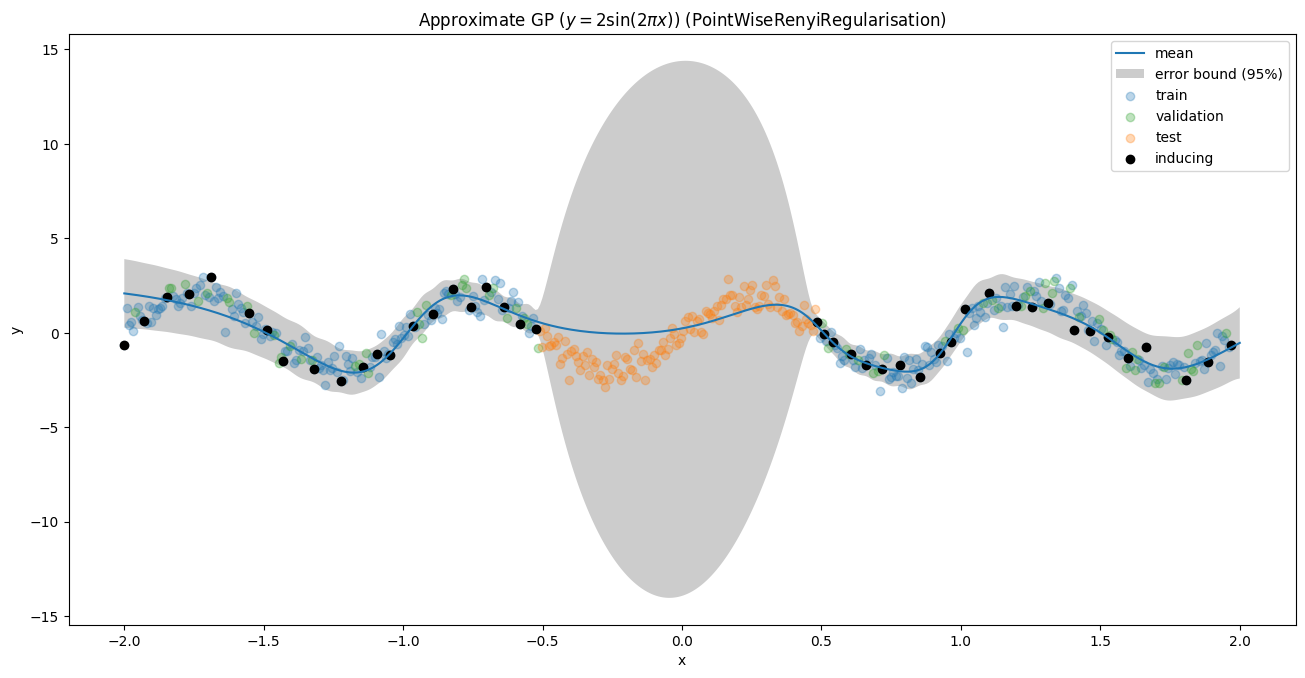 Approximate GP (y = 2sin(2πx)) (PointWiseRenyiRegularisation)
mean
error bound (95%)
train
validation
test
inducing
15
10
5
0
−5
−10
−15
y
−2.0 −1.5 −1.0 −0.5 0.0 0.5 1.0 1.5 2.0
x